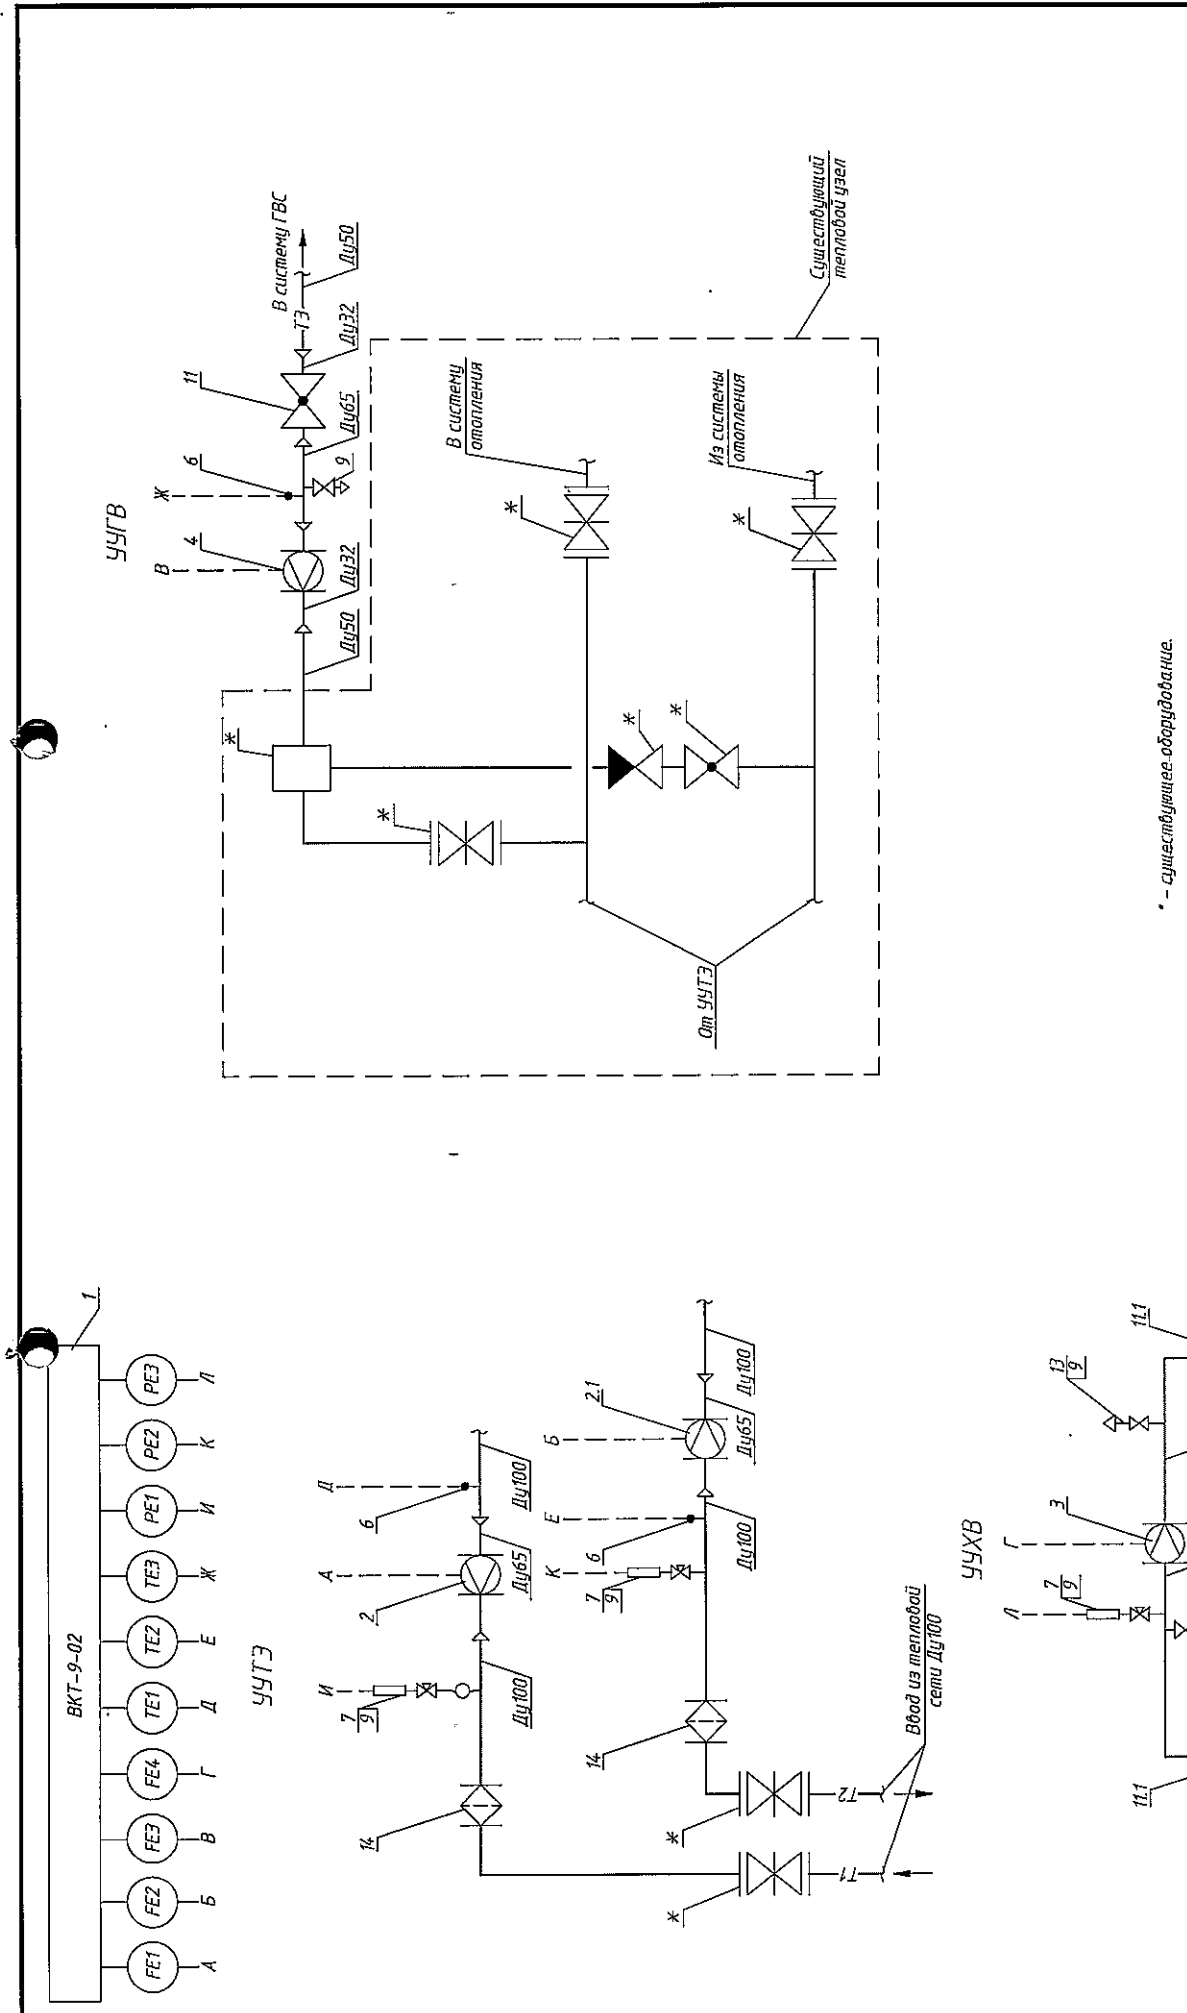 ВКТ-9-02
1
FE1
FE2
FE3
FE4
TE1
TE2
TE3
PE1
PE2
PE3
А
Б
В
Г
Д
Е
Ж
И
К
Л
УУТЭ
И
7
9
А
2
Д
6
14
Ду100
Ду65
Ду100
К
7
9
Е
6
Б
2.1
14
Ду100
Ду65
Ду100
*
*
Т1
Т2
Ввод из тепловой
сети Ду100
УУХВ
Л
7
9
Г
3
13
9
11.1
11.1
УУГВ
В
4
Ж
6
11
9
Ду50
Ду32
Ду65
Ду32
Ду50
Т3
В систему ГВС
*
*
*
*
*
*
В систему
отопления
Из системы
отопления
От УУТЭ
Существующий
тепловой узел
* - существующее оборудование.